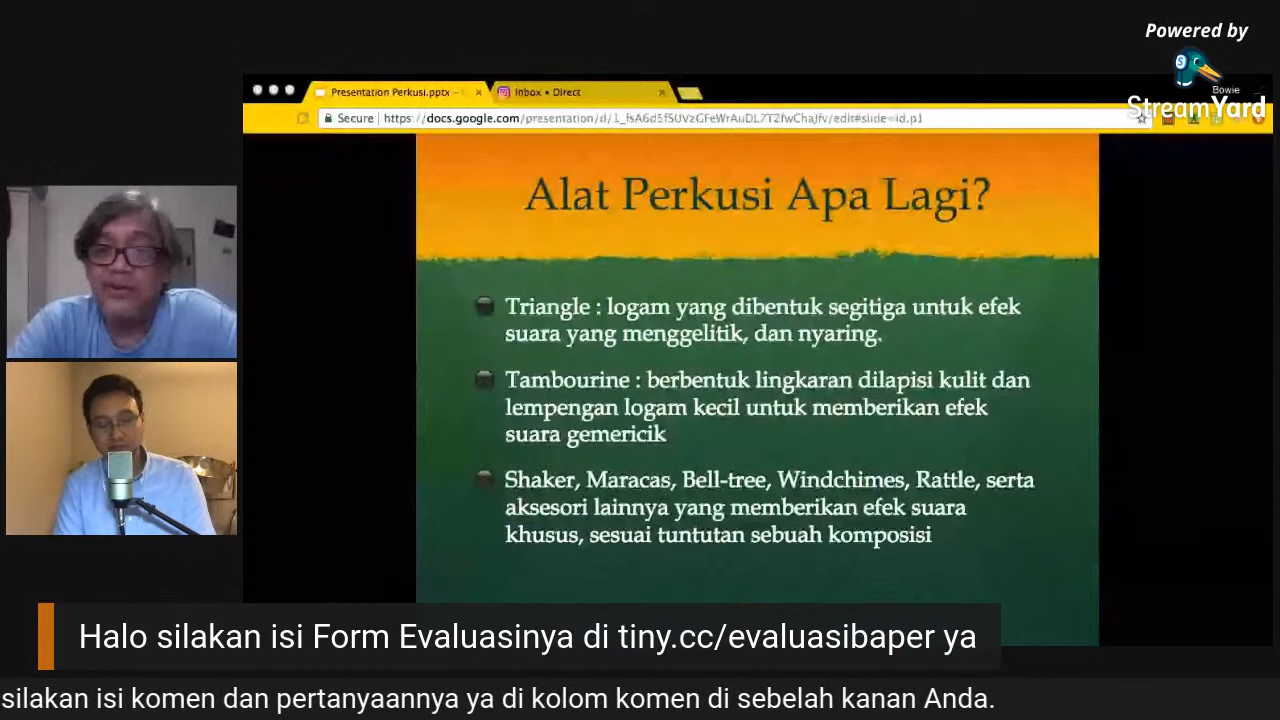 Powered by
Bowie
StreamYard
Presentation Perkusi.pptx –
Inbox • Direct
Secure
Alat Perkusi Apa Lagi?
Triangle : logam yang dibentuk segitiga untuk efek
suara yang menggelitik, dan nyaring.
Tambourine : berbentuk lingkaran dilapisi kulit dan
lempengan logam kecil untuk memberikan efek
suara gemericik
Shaker, Maracas, Bell-tree, Windchimes, Rattle, serta
aksesori lainnya yang memberikan efek suara
khusus, sesuai tuntutan sebuah komposisi
Halo silakan isi Form Evaluasinya di tiny.cc/evaluasibaper ya
silakan isi komen dan pertanyaannya ya di kolom komen di sebelah kanan Anda.